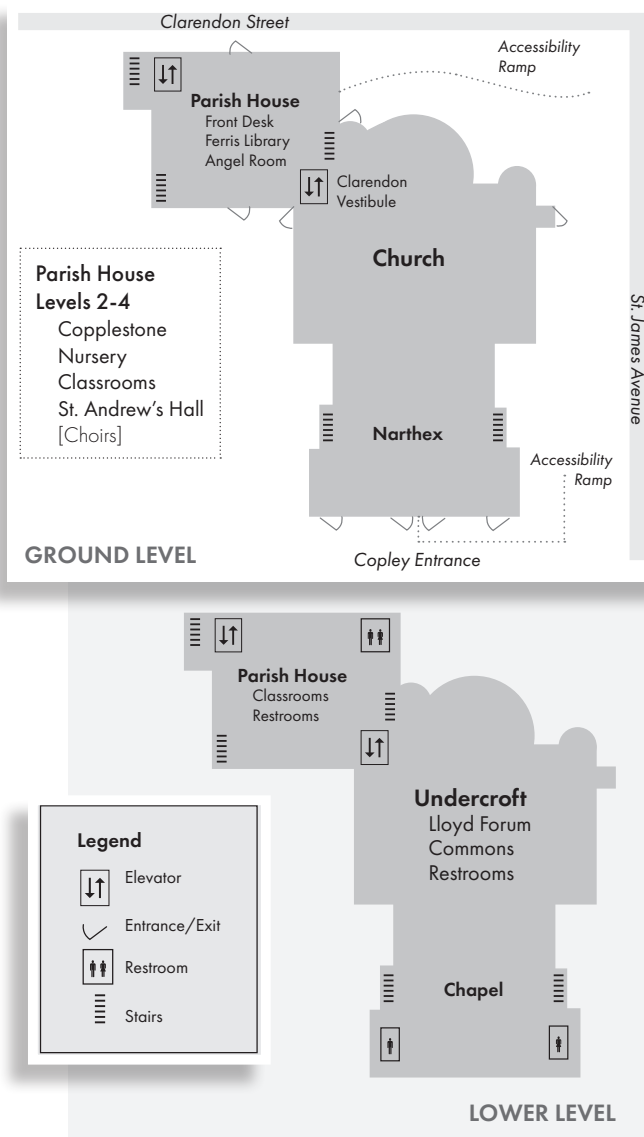 Clarendon Street
Accessibility
Ramp
Parish House
Front Desk
Ferris Library
Angel Room
Clarendon
Vestibule
Church
Parish House
Levels 2-4
Copplestone
Nursery
Classrooms
St. Andrew's Hall
[Choirs]
St. James Avenue
Narthex
Accessibility
Ramp
GROUND LEVEL
Copley Entrance
Parish House
Classrooms
Restrooms
Undercroft
Lloyd Forum
Commons
Restrooms
Legend
Elevator
Entrance/Exit
Restroom
Stairs
Chapel
LOWER LEVEL